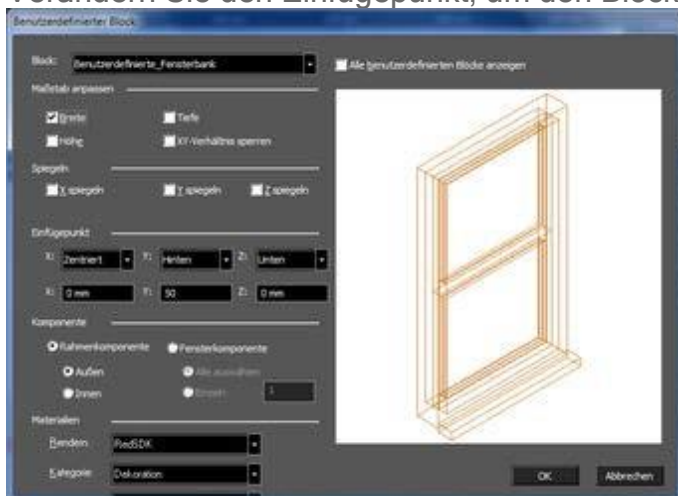 verändern Sie den Einfügepunkt, um den Block
Benutzerdefinierter Block
Block: Benutzerdefinierte_Fensterbank
Alle benutzerdefinierten Blöcke anzeigen
Maßstab anpassen
Breite Tiefe
Höhe XY-Verhältnis sperren
Spiegeln
X spiegeln Y spiegeln Z spiegeln
Einfügepunkt
X: Zentriert Y: Hinten Z: Unten
X: 0 mm Y: 50 Z: 0 mm
Komponente
Rahmenkomponente Fensterkomponente
Außen Alle auswählen
Innen Einzeln 1
Materialien
Rendern RedSDK
Kategorie Dekoration
OK Abbrechen